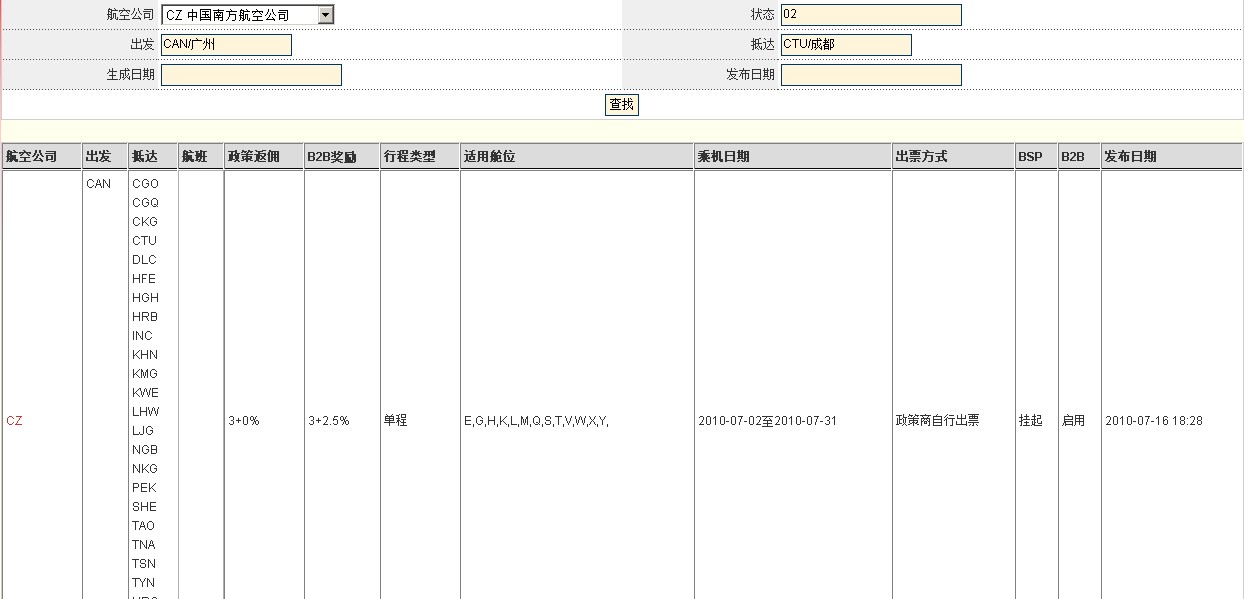 航空公司 CZ 中国南方航空公司 状态 02
出发 CAN/广州 抵达 CTU/成都
生成日期 发布日期
查找
航空公司 出发 抵达 航班 政策返佣 B2B奖励 行程类型 适用舱位 乘机日期 出票方式 BSP B2B 发布日期
CAN CGO
CGQ
CKG
CTU
DLC
HFE
HGH
HRB
INC
KHN
KMG
KWE
LHW
CZ 3+0% 3+2.5% 单程 E,G,H,K,L,M,Q,S,T,V,W,X,Y, 2010-07-02至2010-07-31 政策商自行出票 挂起 启用 2010-07-16 18:28
LJG
NGB
NKG
PEK
SHE
TAO
TNA
TSN
TYN